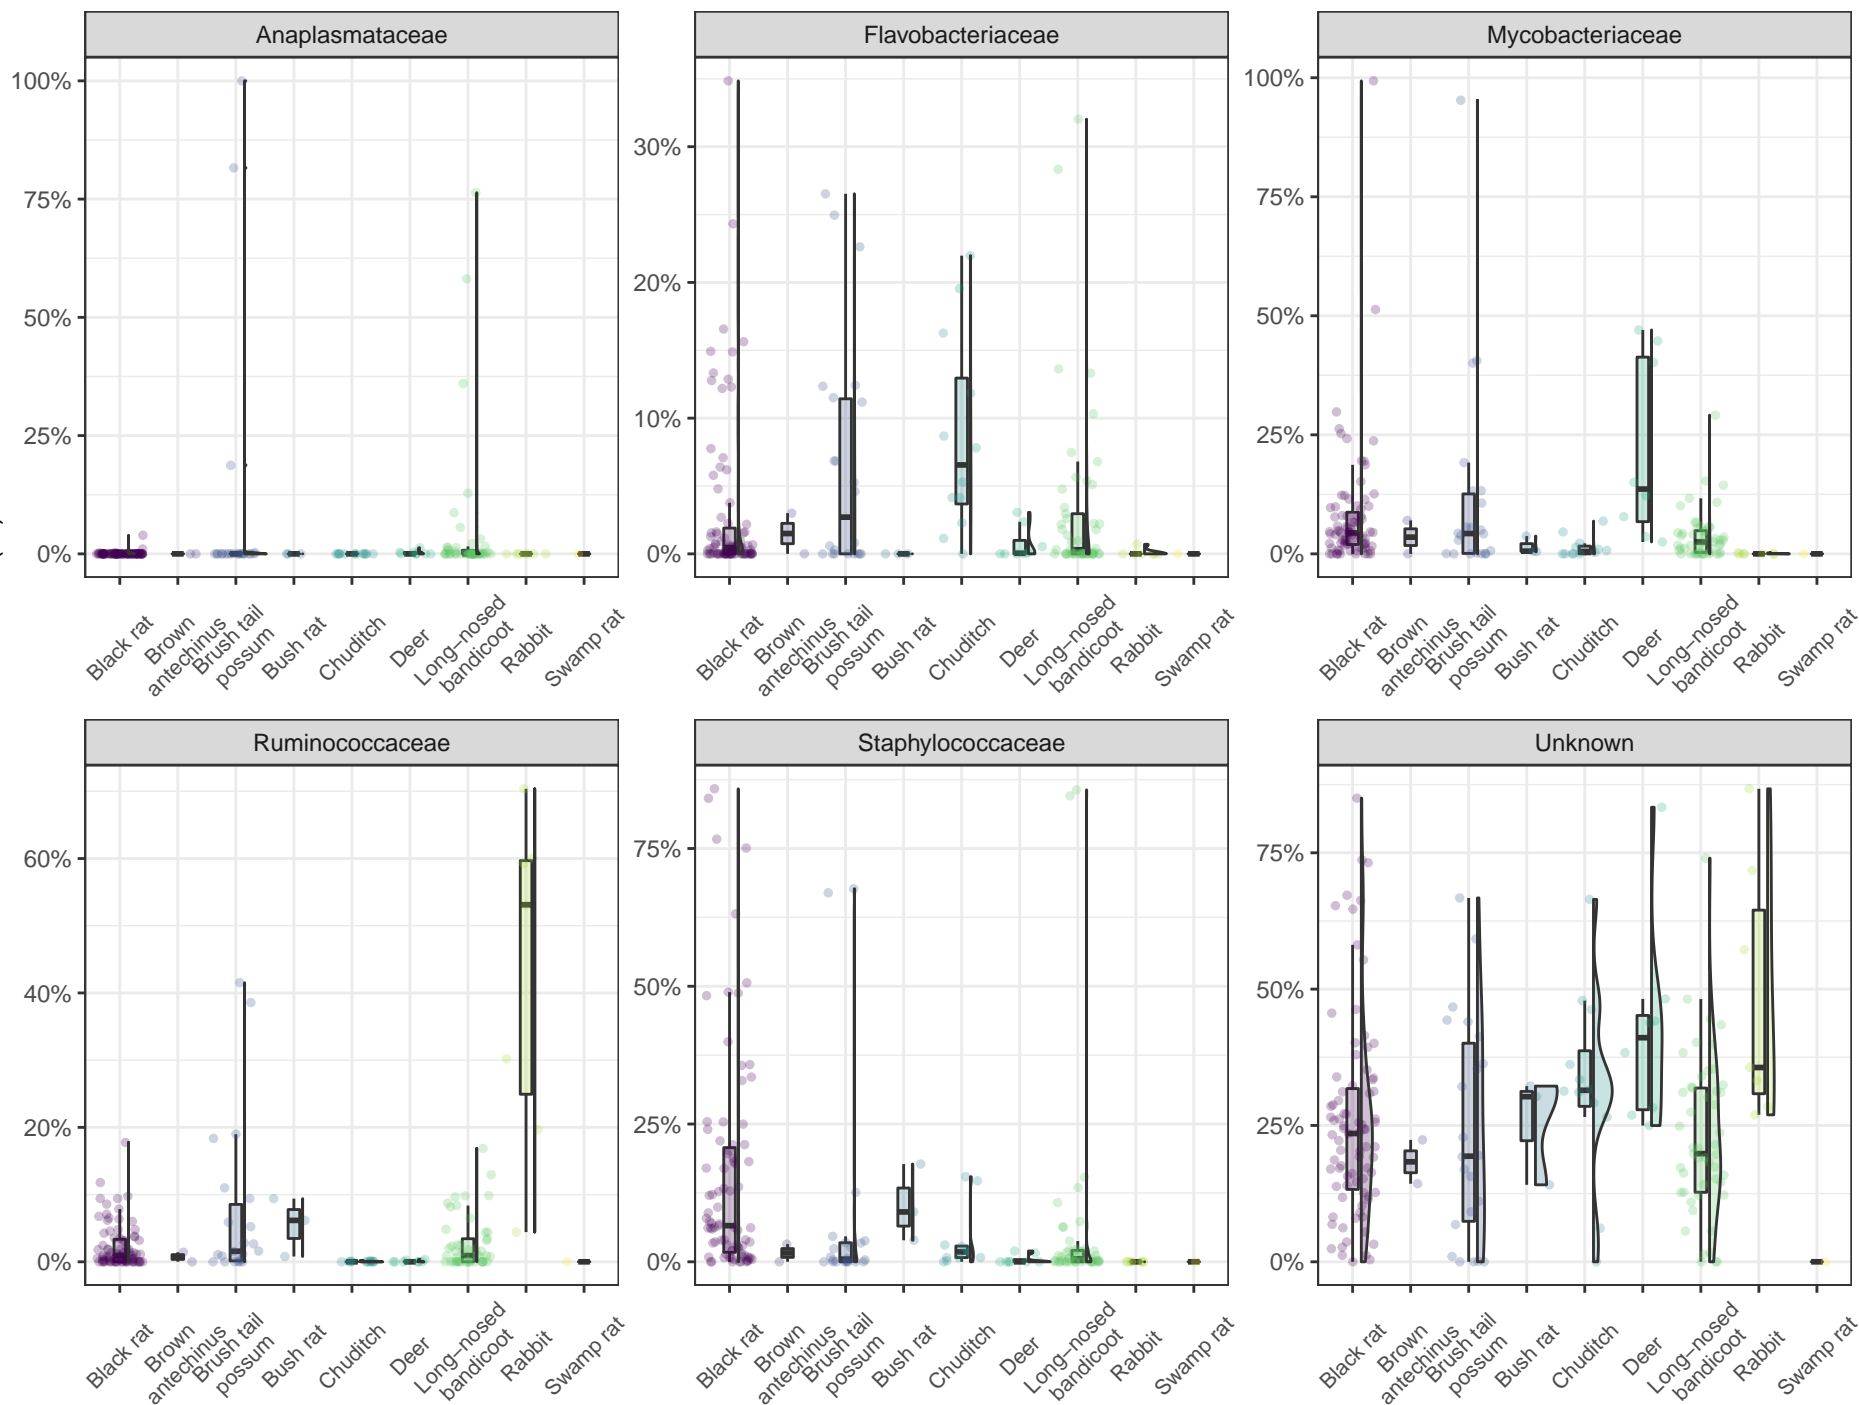 Anaplasmataceae
Flavobacteriaceae
Mycobacteriaceae
100%
75%
50%
25%
0%
30%
20%
10%
0%
100%
75%
50%
25%
0%
Black rat
Brown
antechinus
Brush tail
possum
Bush rat
Chuditch
Deer
Long−nosed
bandicoot
Rabbit
Swamp rat
Black rat
Brown
antechinus
Brush tail
possum
Bush rat
Chuditch
Deer
Long−nosed
bandicoot
Rabbit
Swamp rat
Black rat
Brown
antechinus
Brush tail
possum
Bush rat
Chuditch
Deer
Long−nosed
bandicoot
Rabbit
Swamp rat
Ruminococcaceae
Staphylococcaceae
Unknown
60%
40%
20%
0%
75%
50%
25%
0%
75%
50%
25%
0%
Black rat
Brown
antechinus
Brush tail
possum
Bush rat
Chuditch
Deer
Long−nosed
bandicoot
Rabbit
Swamp rat
Black rat
Brown
antechinus
Brush tail
possum
Bush rat
Chuditch
Deer
Long−nosed
bandicoot
Rabbit
Swamp rat
Black rat
Brown
antechinus
Brush tail
possum
Bush rat
Chuditch
Deer
Long−nosed
bandicoot
Rabbit
Swamp rat